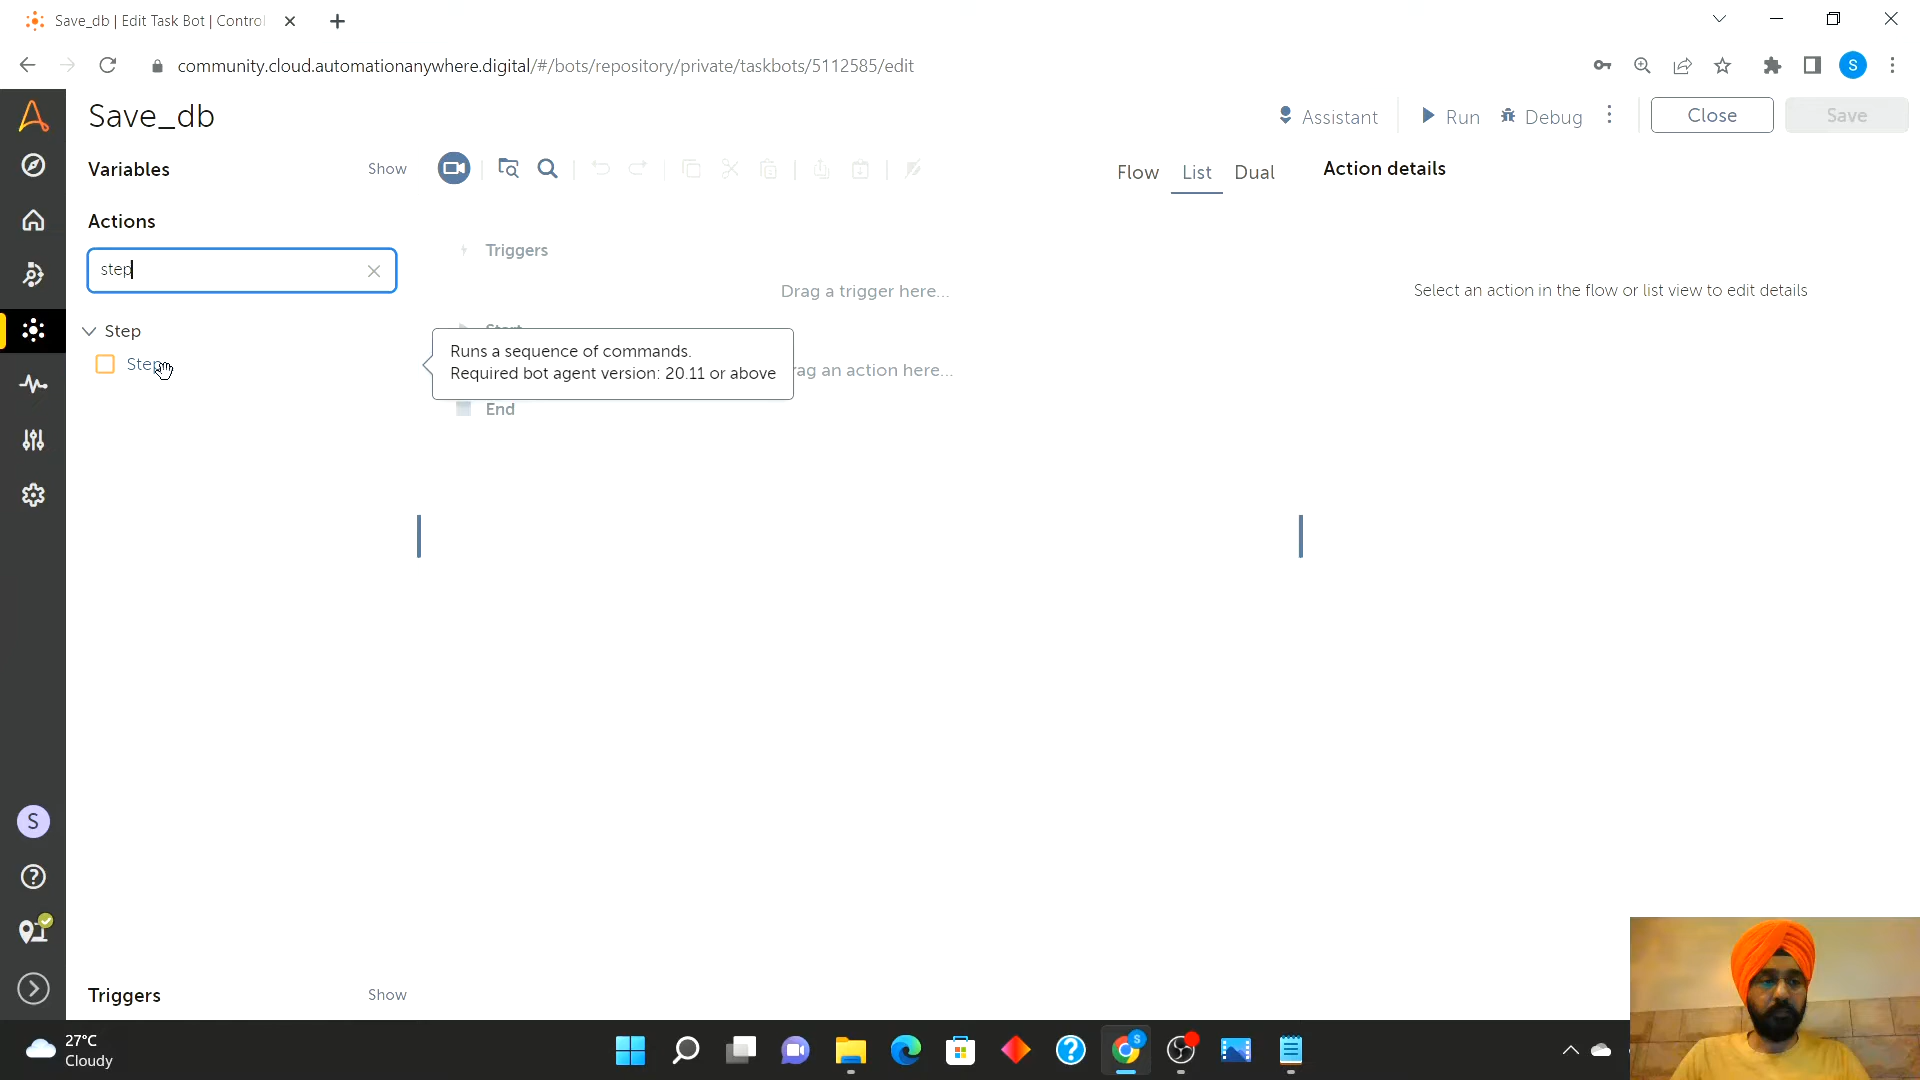 Save_db | Edit Task Bot | Control
community.cloud.automationanywhere.digital/#/bots/repository/private/taskbots/5112585/edit
S
Save_db
Assistant
Run
Debug
Close
Save
Variables
Show
Flow
List
Dual
Action details
Actions
step
Triggers
Drag a trigger here...
Select an action in the flow or list view to edit details
Step
Step
Start
Runs a sequence of commands.
Required bot agent version: 20.11 or above
rag an action here...
End
S
Triggers
Show
27°C
Cloudy
S